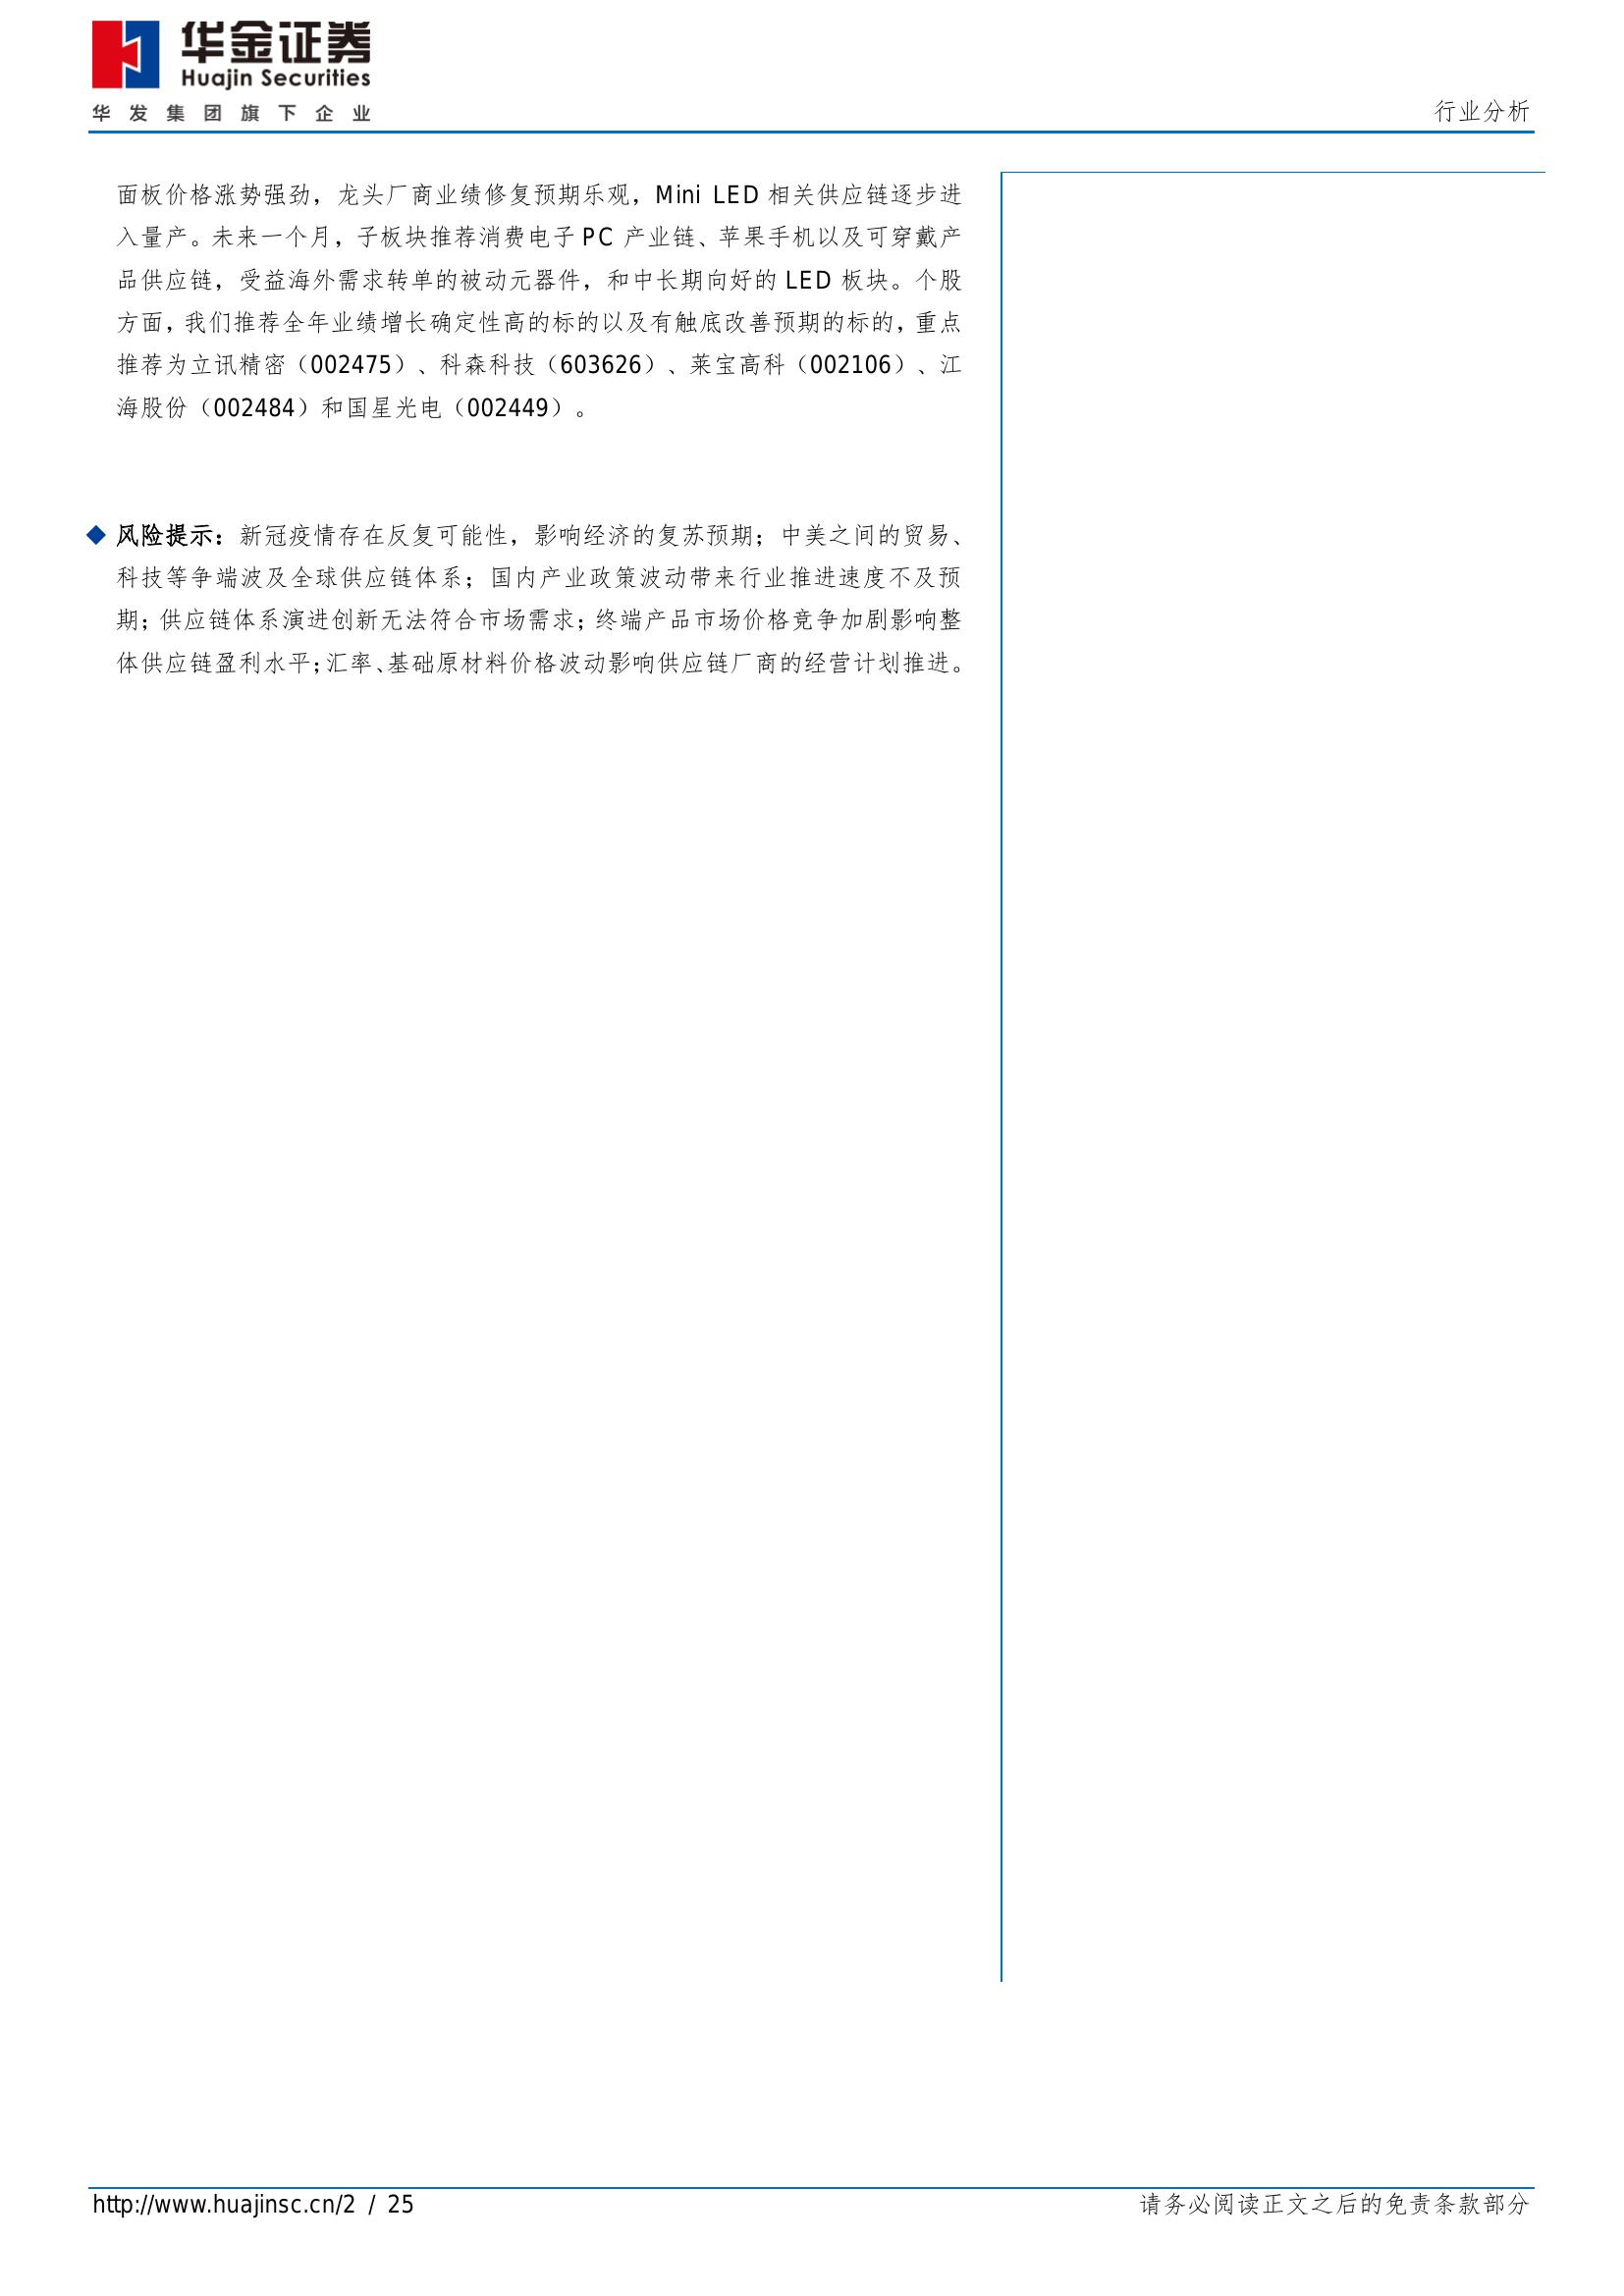 华金证券
Huajin Securities
华发集团旗下企业
行业分析
面板价格涨势强劲，龙头厂商业绩修复预期乐观，Mini LED 相关供应链逐步进
入量产。未来一个月，子板块推荐消费电子 PC 产业链、苹果手机以及可穿戴产
品供应链，受益海外需求转单的被动元器件，和中长期向好的 LED 板块。个股
方面，我们推荐全年业绩增长确定性高的标的以及有触底改善预期的标的，重点
推荐为立讯精密（002475）、科森科技（603626）、莱宝高科（002106）、江
海股份（002484）和国星光电（002449）。
◆ 风险提示：新冠疫情存在反复可能性，影响经济的复苏预期；中美之间的贸易、
科技等争端波及全球供应链体系；国内产业政策波动带来行业推进速度不及预
期；供应链体系演进创新无法符合市场需求；终端产品市场价格竞争加剧影响整
体供应链盈利水平；汇率、基础原材料价格波动影响供应链厂商的经营计划推进。
http://www.huajinsc.cn/2 / 25
请务必阅读正文之后的免责条款部分